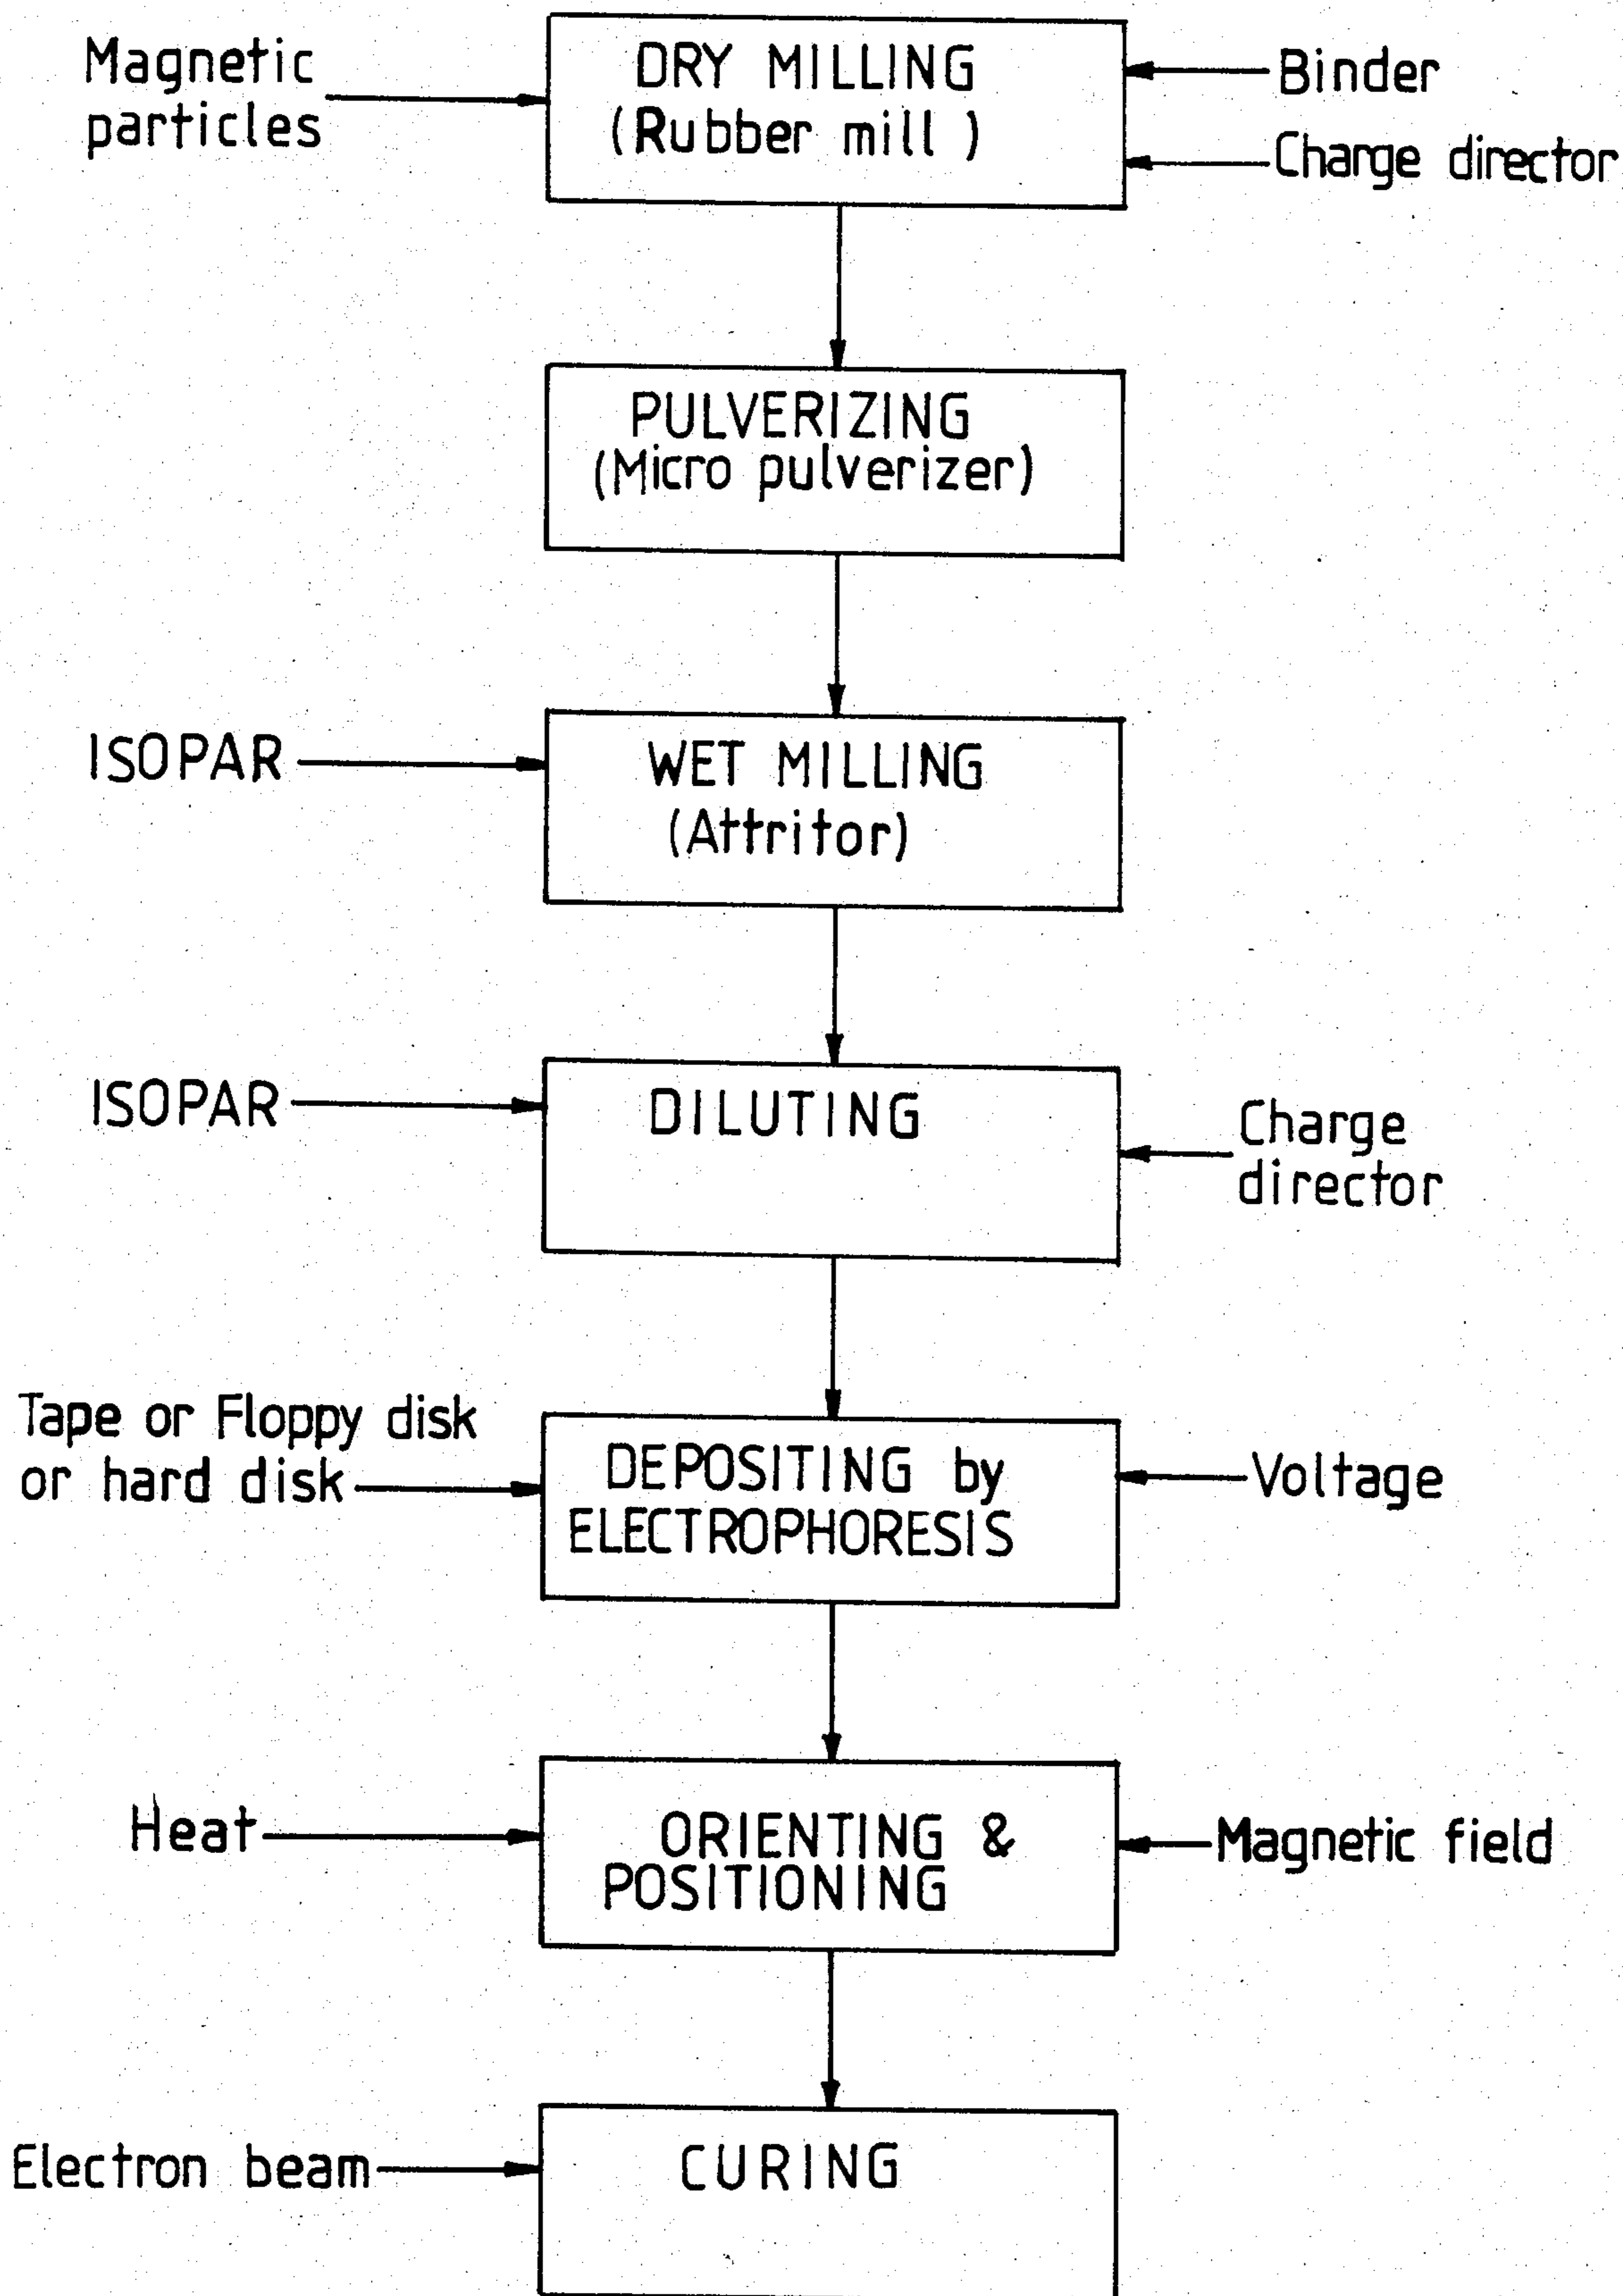 Magnetic
particles
DRY MILLING
(Rubber mill )
Binder
Charge director
PULVERIZING
(Micro pulverizer)
ISOPAR
WET MILLING
(Attritor)
ISOPAR
DILUTING
Charge
director
Tape or Floppy disk
or hard disk
DEPOSITING by
ELECTROPHORESIS
Voltage
Heat
ORIENTING &
POSITIONING
Magnetic field
Electron beam
CURING